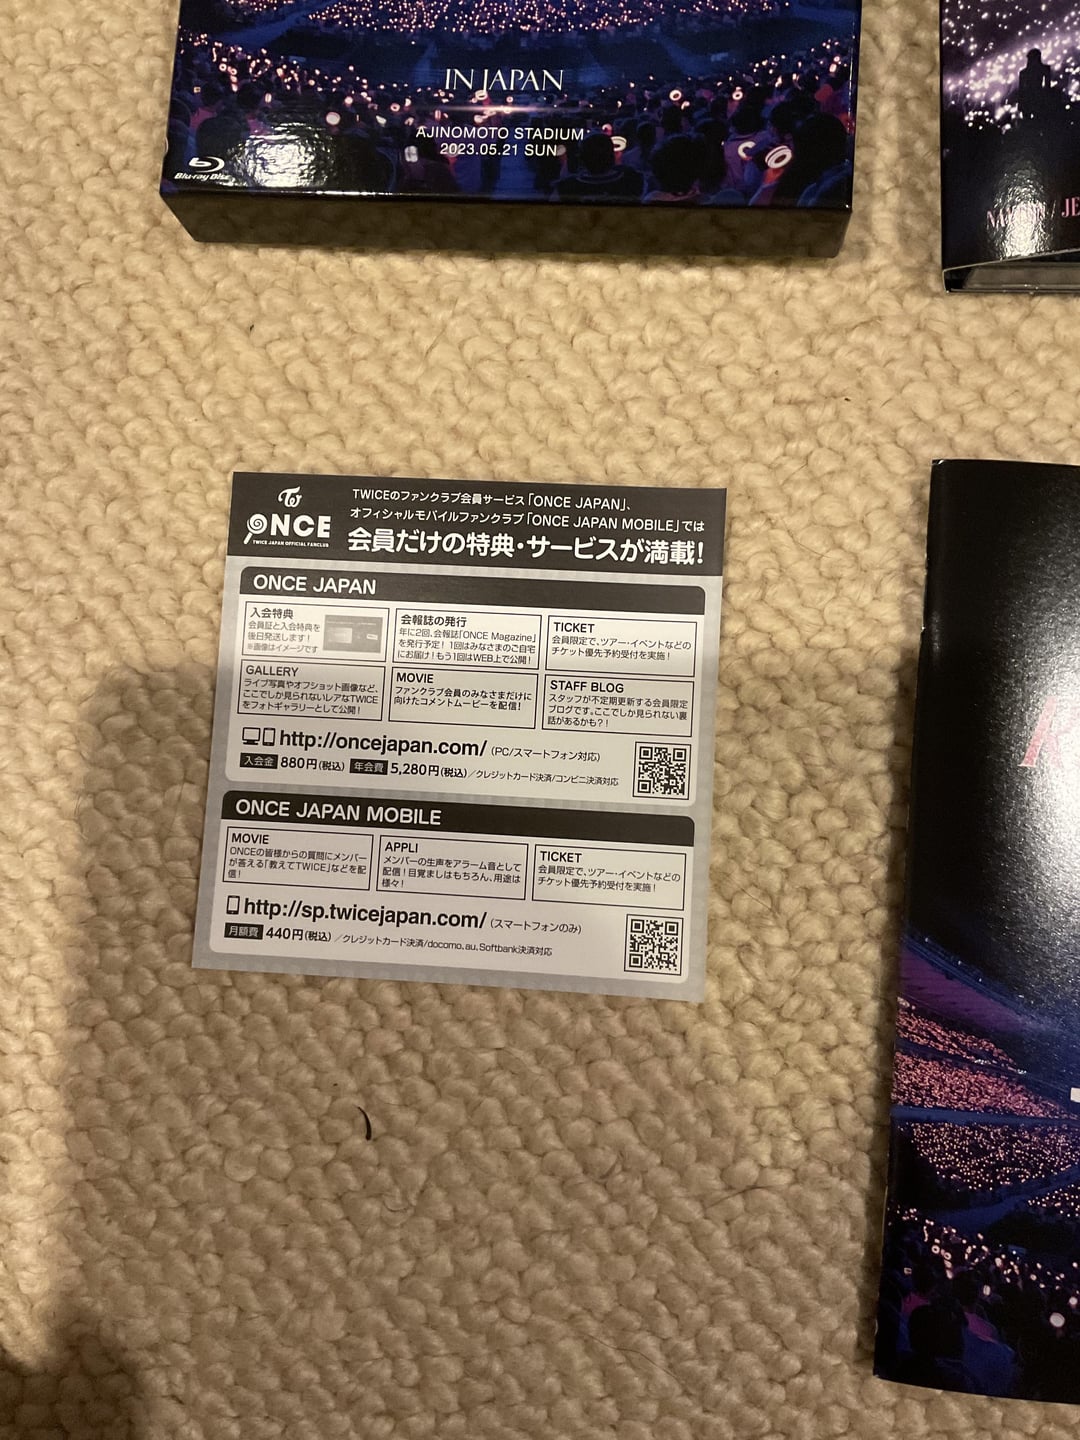 IN JAPAN
AJINOMOTO STADIUM
2023.05.21 SUN
Blu-ray Disc
ONCE
TWICE JAPAN OFFICIAL FANCLUB
TWICEのファンクラブ会員サービス「ONCE JAPAN」、
オフィシャルモバイルファンクラブ「ONCE JAPAN MOBILE」では
会員だけの特典・サービスが満載!
ONCE JAPAN
入会特典
会員証と入会特典を
後日発送します!
※画像はイメージです
会報誌の発行
年に2回、会報誌「ONCE Magazine」
を発行予定! 1回はみなさまのご自宅
にお届け!もう1回はWEB上で公開!
TICKET
会員限定で、ツアー・イベントなどの
チケット優先予約受付を実施!
GALLERY
ライブ写真やオフショット画像など、
ここでしか見られないレアなTWICE
をフォトギャラリーとして公開!
MOVIE
ファンクラブ会員のみなさまだけに
向けたコメントムービーを配信!
STAFF BLOG
スタッフが不定期更新する会員限定
ブログです。ここでしか見られない裏
話があるかも?!
http://oncejapan.com/ (PC/スマートフォン対応)
入会金 880円(税込) 年会費 5,280円(税込)/クレジットカード決済/コンビニ決済対応
ONCE JAPAN MOBILE
MOVIE
ONCEの皆様からの質問にメンバー
が答える「教えてTWICE」などを配
信!
APPLI
メンバーの生声をアラーム音として
配信!目覚ましはもちろん、用途は
様々!
TICKET
会員限定で、ツアー・イベントなどの
チケット優先予約受付を実施!
http://sp.twicejapan.com/ (スマートフォンのみ)
月額費 440円(税込)/クレジットカード決済/docomo、au、Softbank決済対応